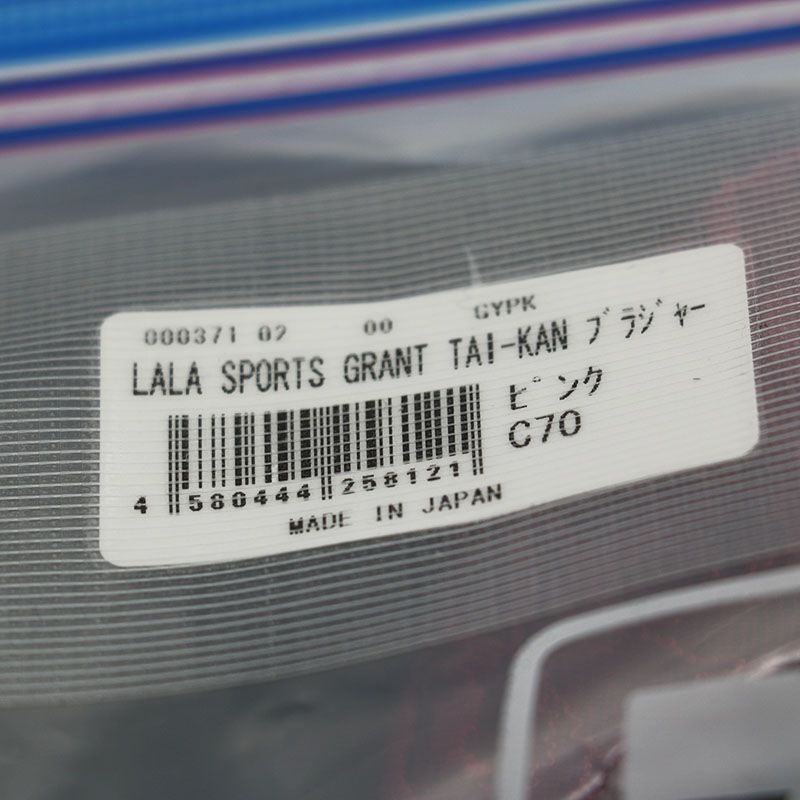 000371 02 00 GYPK
LALA SPORTS GRANT TAI-KAN ブラジャー
ピンク
C70
4 580444 258121
MADE IN JAPAN